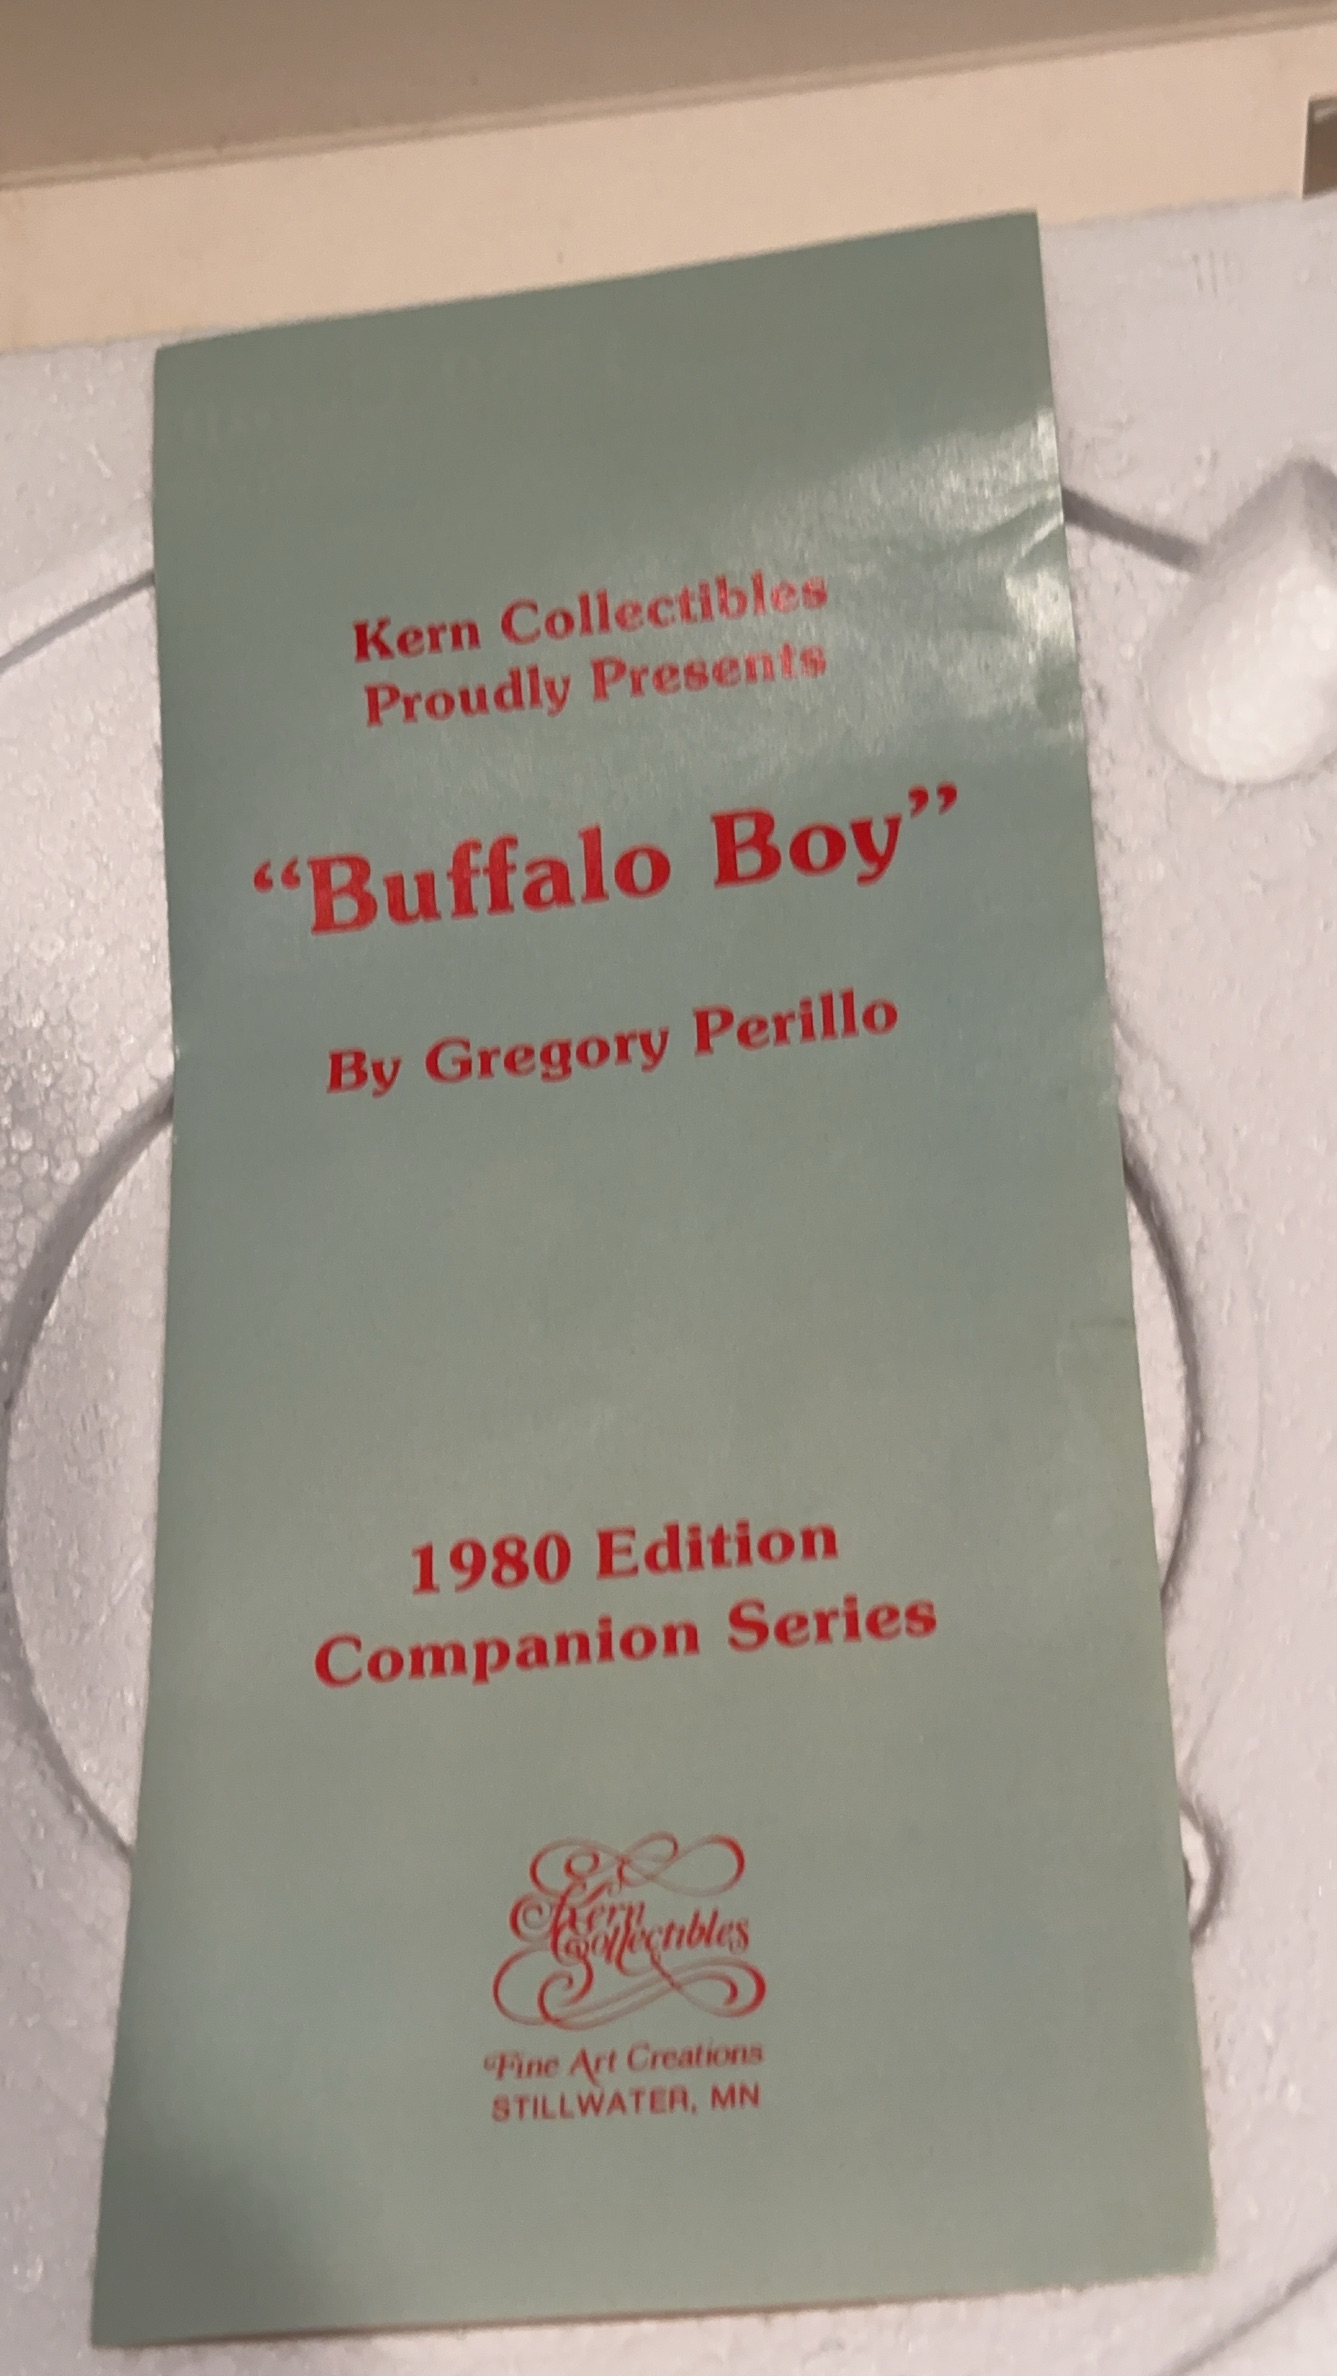 Kern Collectibles
Proudly Presents
“Buffalo Boy”
By Gregory Perillo
1980 Edition
Companion Series
Kern
Collectibles
Fine Art Creations
STILLWATER, MN